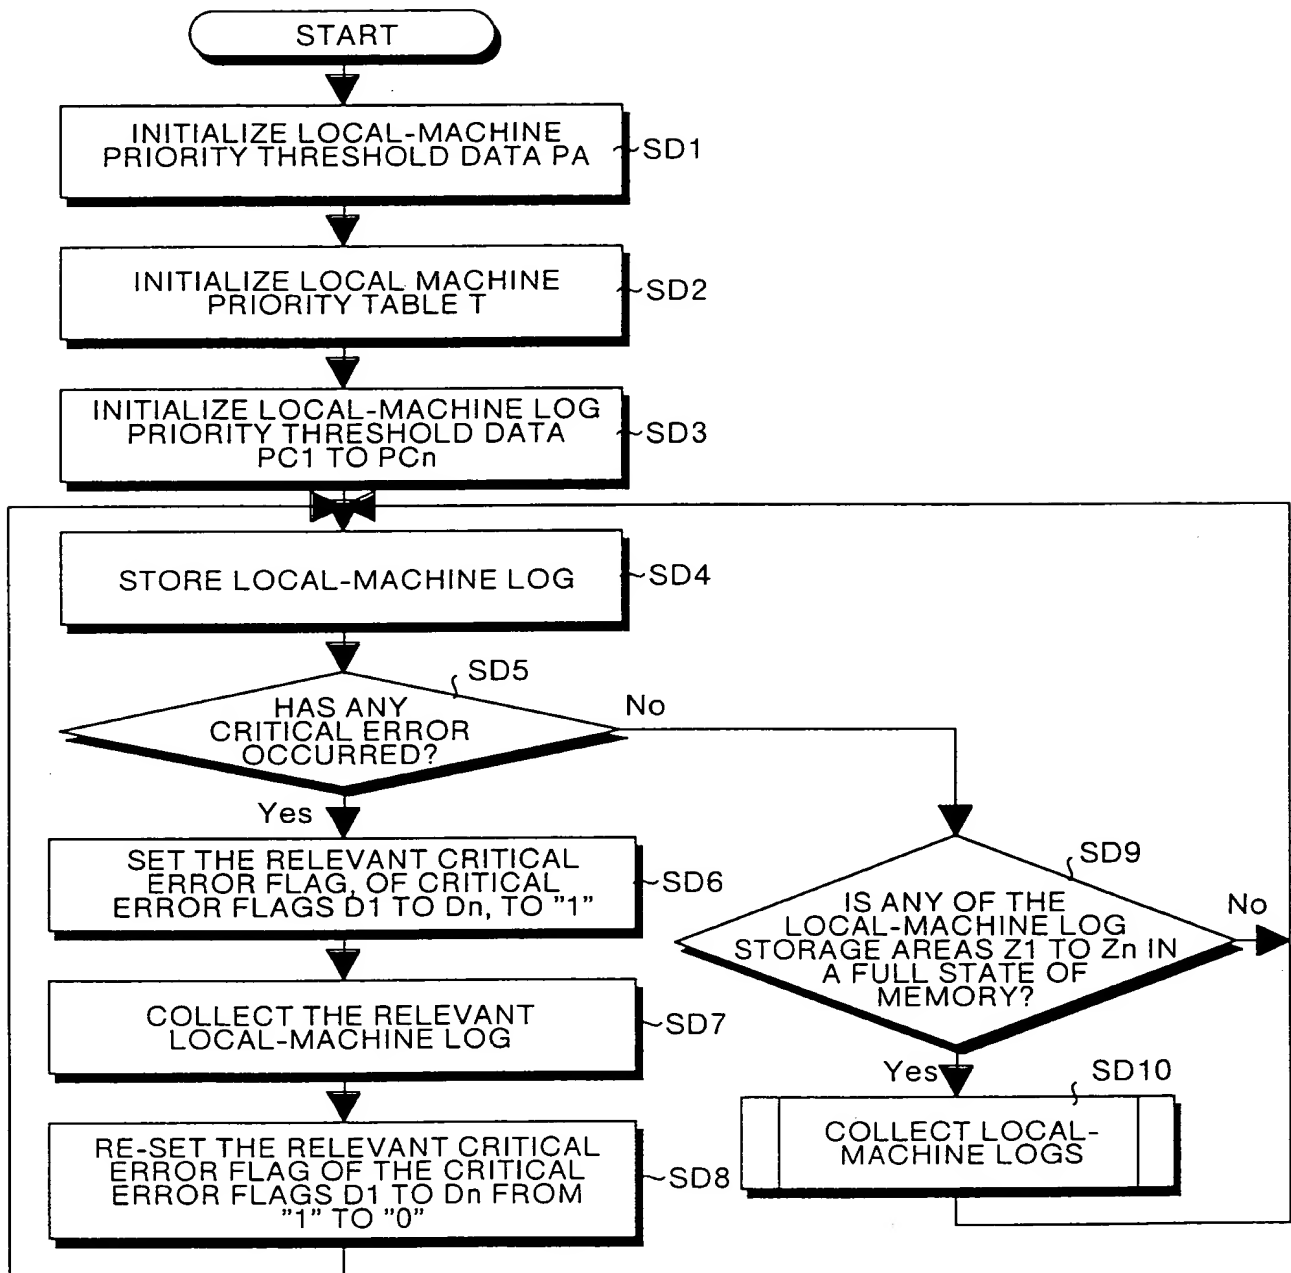 START
INITIALIZE LOCAL-MACHINE
PRIORITY THRESHOLD DATA PA
SD1
INITIALIZE LOCAL MACHINE
PRIORITY TABLE T
SD2
INITIALIZE LOCAL-MACHINE LOG
PRIORITY THRESHOLD DATA
PC1 TO PCn
SD3
STORE LOCAL-MACHINE LOG
SD4
SD5
HAS ANY
CRITICAL ERROR
OCCURRED?
No
Yes
SET THE RELEVANT CRITICAL
ERROR FLAG, OF CRITICAL
ERROR FLAGS D1 TO Dn, TO "1"
SD6
COLLECT THE RELEVANT
LOCAL-MACHINE LOG
SD7
RE-SET THE RELEVANT CRITICAL
ERROR FLAG OF THE CRITICAL
ERROR FLAGS D1 TO Dn FROM
"1" TO "0"
SD8
SD9
IS ANY OF THE
LOCAL-MACHINE LOG
STORAGE AREAS Z1 TO Zn IN
A FULL STATE OF
MEMORY?
No
Yes
SD10
COLLECT LOCAL-
MACHINE LOGS